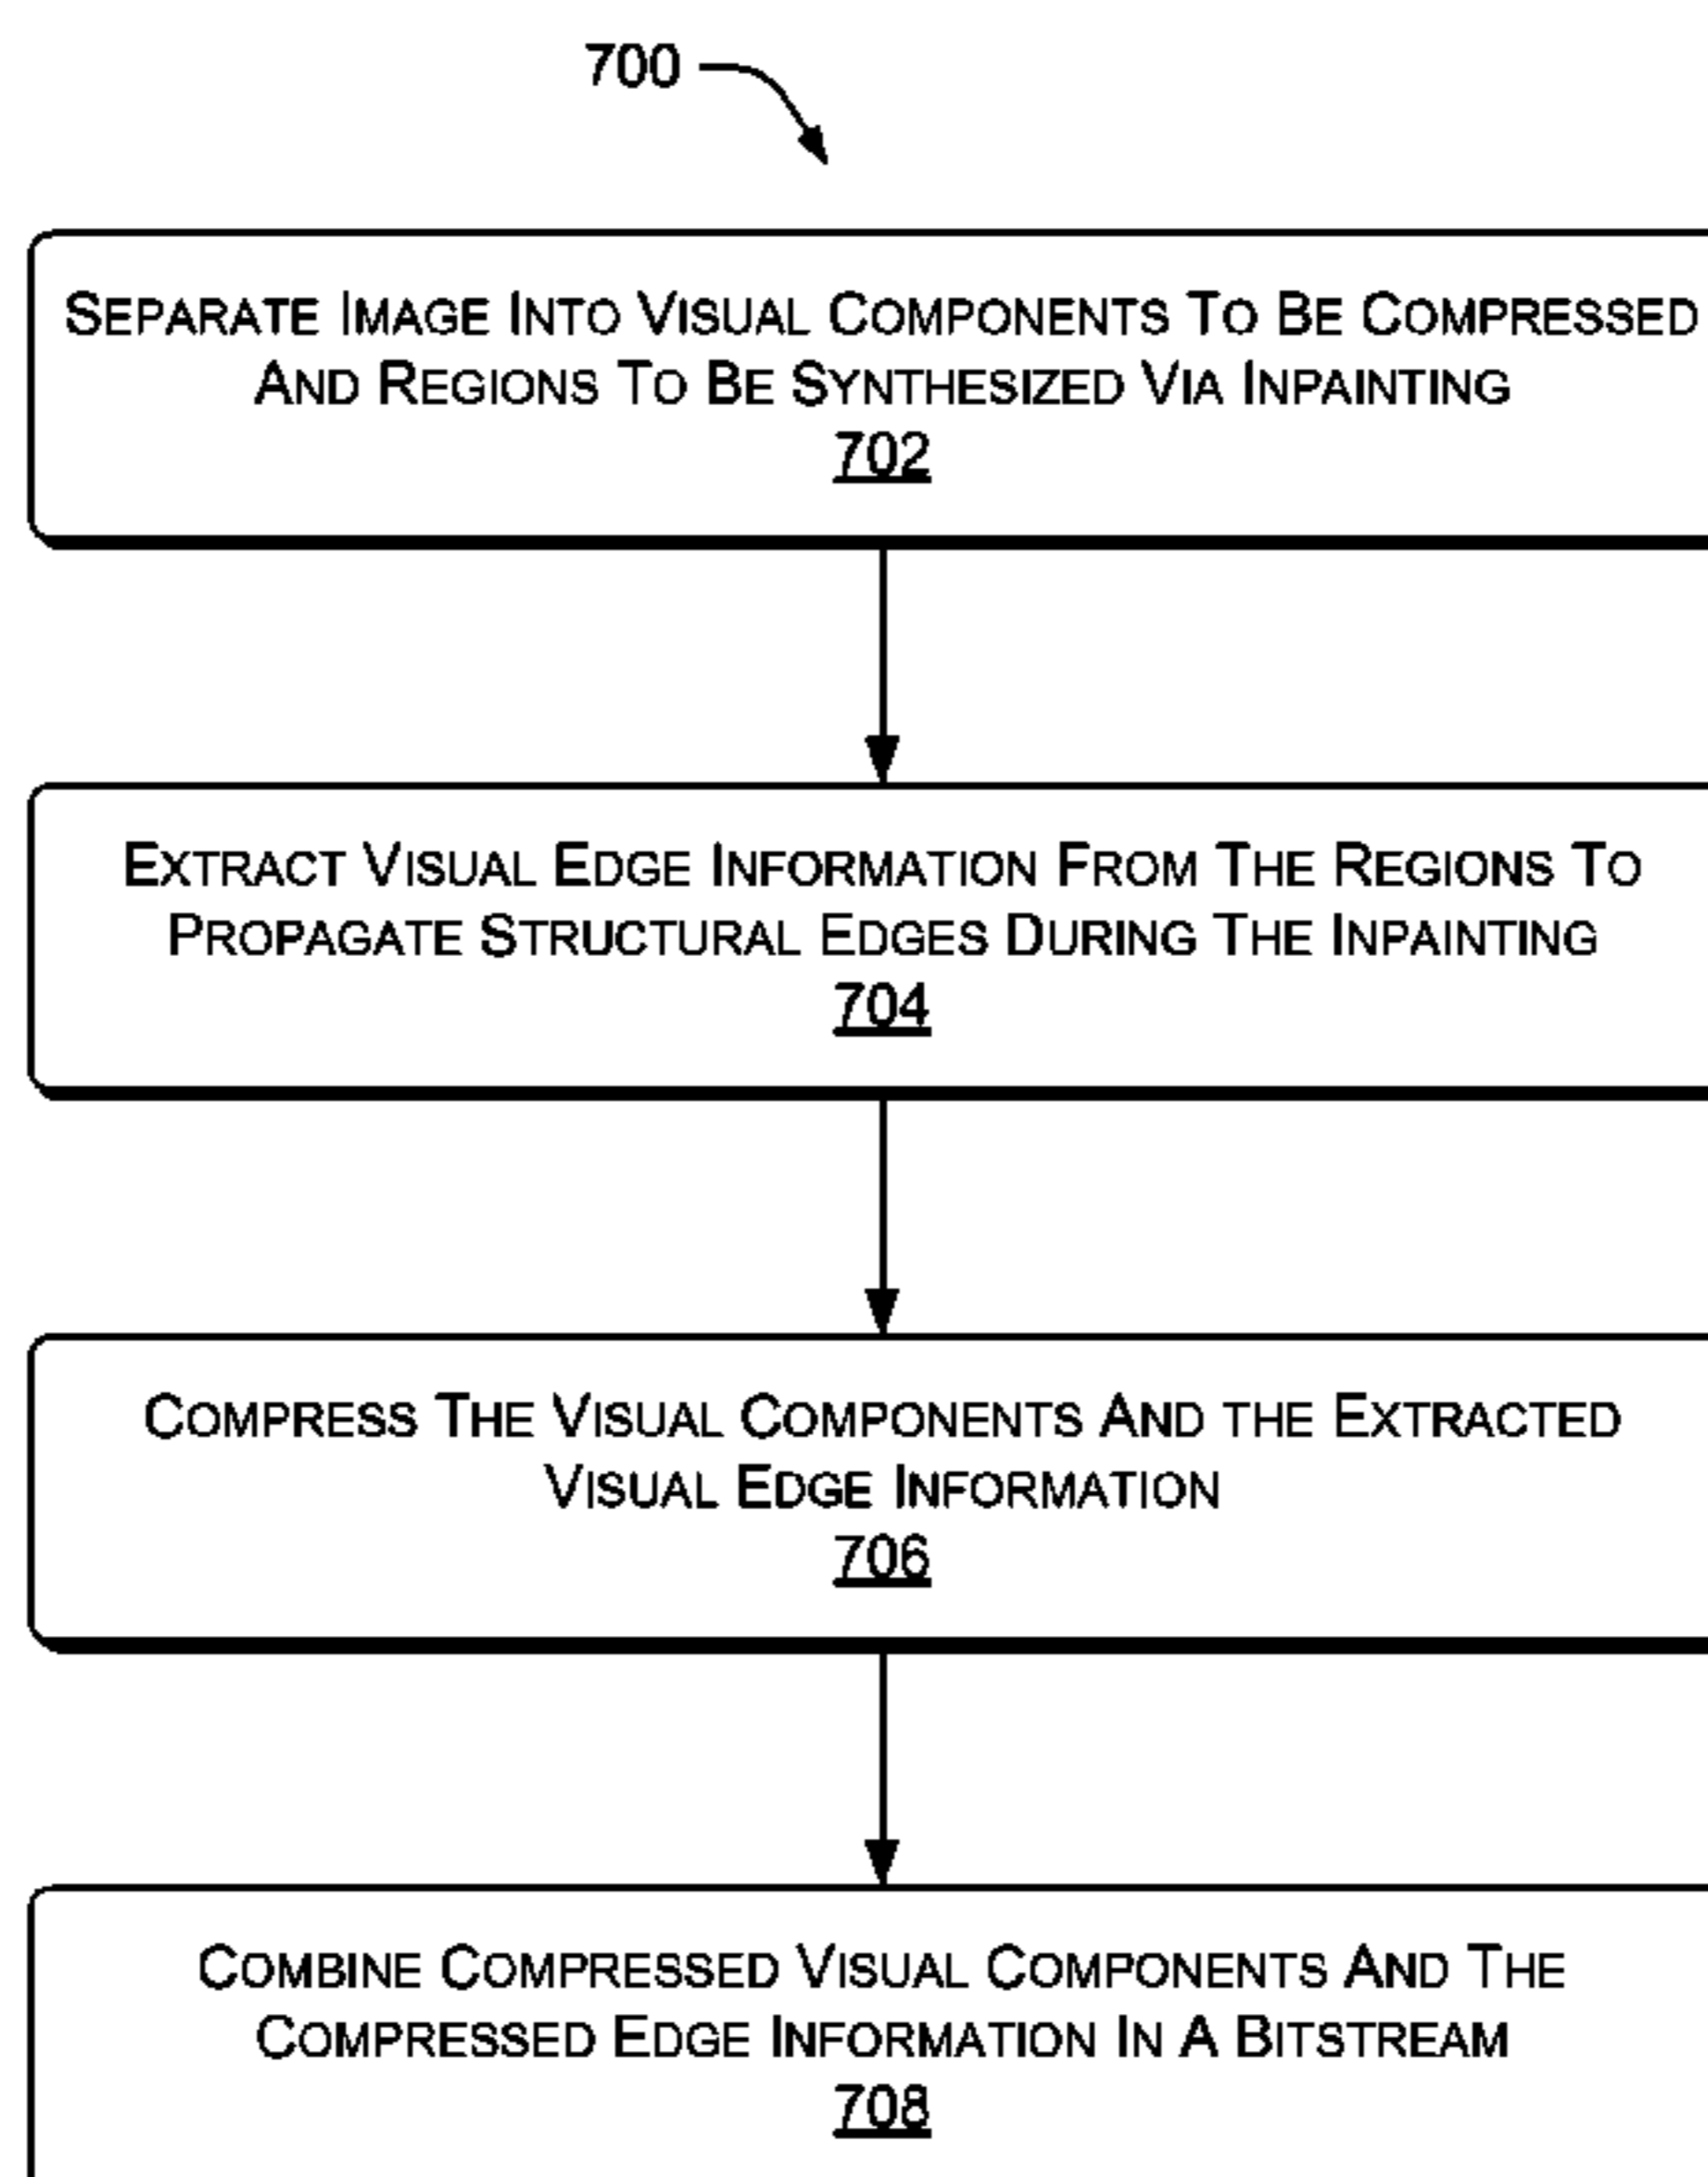 700
Separate Image Into Visual Components To Be Compressed
And Regions To Be Synthesized Via Inpainting
702
Extract Visual Edge Information From The Regions To
Propagate Structural Edges During The Inpainting
704
Compress The Visual Components And the Extracted
Visual Edge Information
706
Combine Compressed Visual Components And The
Compressed Edge Information In A Bitstream
708